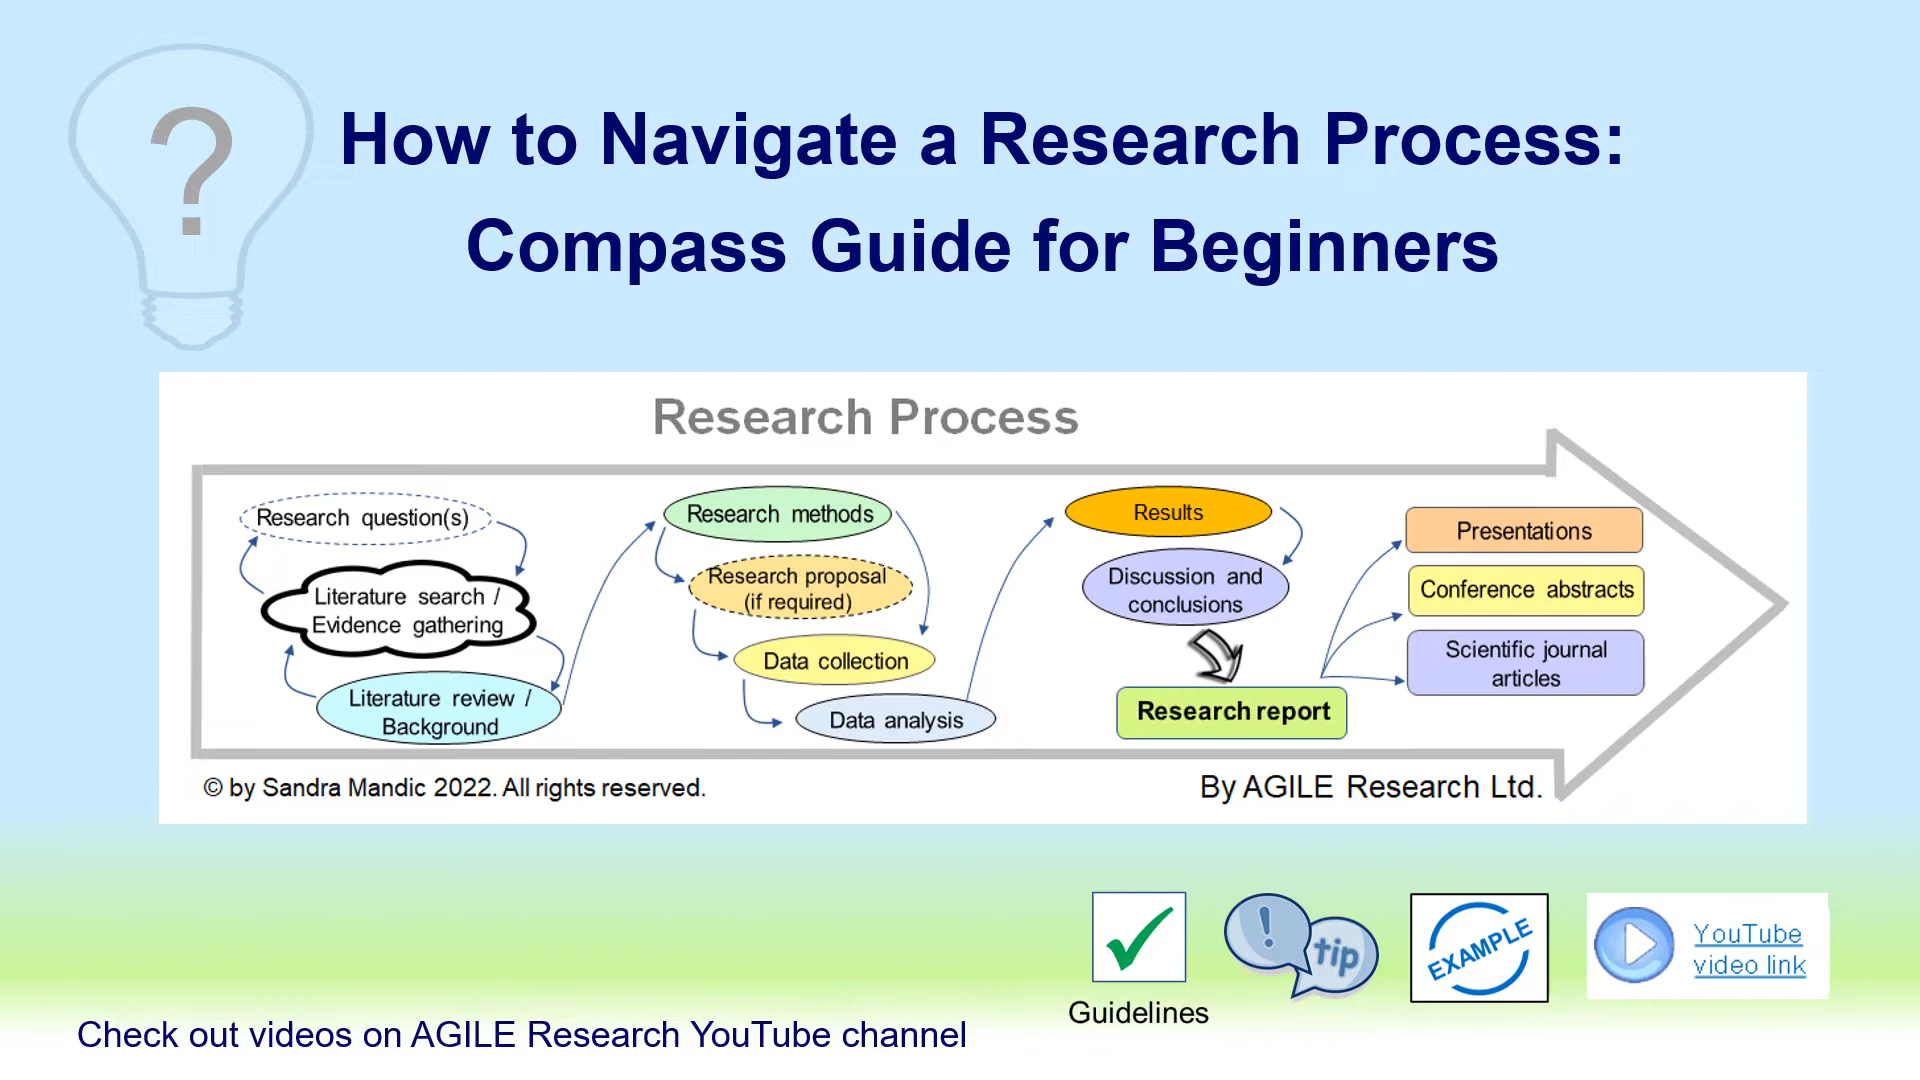 ?
How to Navigate a Research Process:
Compass Guide for Beginners
Research Process
Research question(s)
Literature search /
Evidence gathering
Literature review /
Background
Research methods
Research proposal
(if required)
Data collection
Data analysis
Results
Discussion and
conclusions
Research report
Presentations
Conference abstracts
Scientific journal
articles
© by Sandra Mandic 2022. All rights reserved.
By AGILE Research Ltd.
Guidelines
!
tip
EXAMPLE
YouTube
video link
Check out videos on AGILE Research YouTube channel